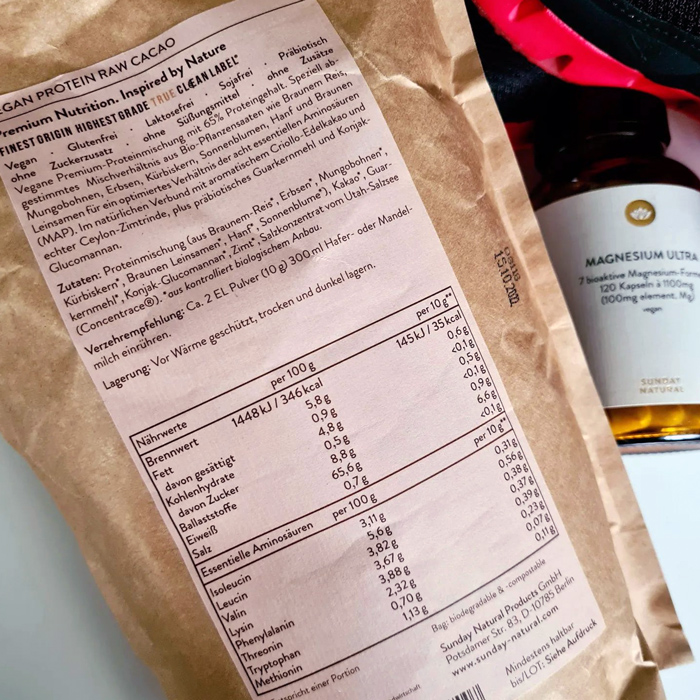 EGAN PROTEIN RAW CACAO
Premium Nutrition. Inspired by Nature
FINEST ORIGIN HIGHEST GRADE TRUE CLEAN LABEL®
Vegan · Glutenfrei · Laktosefrei · Sojafrei · Präbiotisch
ohne Zuckerzusatz · ohne Süßungsmittel · ohne Zusätze
Vegane Premium-Proteinmischung mit 65% Proteingehalt. Speziell ab-
gestimmtes Mischverhältnis aus Bio-Pflanzensaaten wie Braunem Reis,
Mungobohnen, Erbsen, Kürbiskern, Sonnenblumen, Hanf und Braunen
Leinsamen für ein optimiertes Verhältnis der acht essentiellen Aminosäuren
(MAP). Im natürlichen Verbund mit aromatischem Criollo-Edelkakao und
echter Ceylon-Zimtrinde, plus präbiotisches Guarkernmehl und Konjak-
Glucomannan.
Zutaten: Proteinmischung (aus Braunem Reis*, Erbsen*, Mungobohnen*,
Kürbiskern*, Braunen Leinsamen*, Hanf*, Sonnenblume*), Kakao*, Guar-
kernmehl*, Konjak-Glucomannan*, Zimt*, Salzkonzentrat vom Utah-Salzsee
(Concentrace®). *aus kontrolliert biologischem Anbau.
Verzehrempfehlung: Ca. 2 EL Pulver (10 g) 300 ml Hafer- oder Mandel-
milch einrühren.
Lagerung: Vor Wärme geschützt, trocken und dunkel lagern.
Nährwerte per 100 g per 10 g**
Brennwert 1448 kJ / 346 kcal 145 kJ / 35 kcal
Fett 5,8 g 0,6 g
davon gesättigt 0,9 g <0,1 g
Kohlenhydrate 4,8 g 0,5 g
davon Zucker 0,5 g <0,1 g
Ballaststoffe 8,8 g 0,9 g
Eiweiß 65,6 g 6,6 g
Salz 0,7 g <0,1 g
Essentielle Aminosäuren per 100 g per 10 g**
Isoleucin 3,11 g 0,31 g
Leucin 5,6 g 0,56 g
Valin 3,82 g 0,38 g
Lysin 3,67 g 0,37 g
Phenylalanin 3,88 g 0,39 g
Threonin 2,32 g 0,23 g
Tryptophan 0,70 g 0,07 g
Methionin 1,13 g 0,11 g
entspricht einer Portion
Bag: biodegradable & -compostable
Sunday Natural Products GmbH
Potsdamer Str. 83, D-10785 Berlin
www.sunday-natural.com
Mindestens haltbar
bis/LOT: Siehe Aufdruck
MAGNESIUM ULTRA
7 bioaktive Magnesium-
120 Kapseln à 1100mg
(100mg element. Mg
vegan
SUNDAY
NATURAL